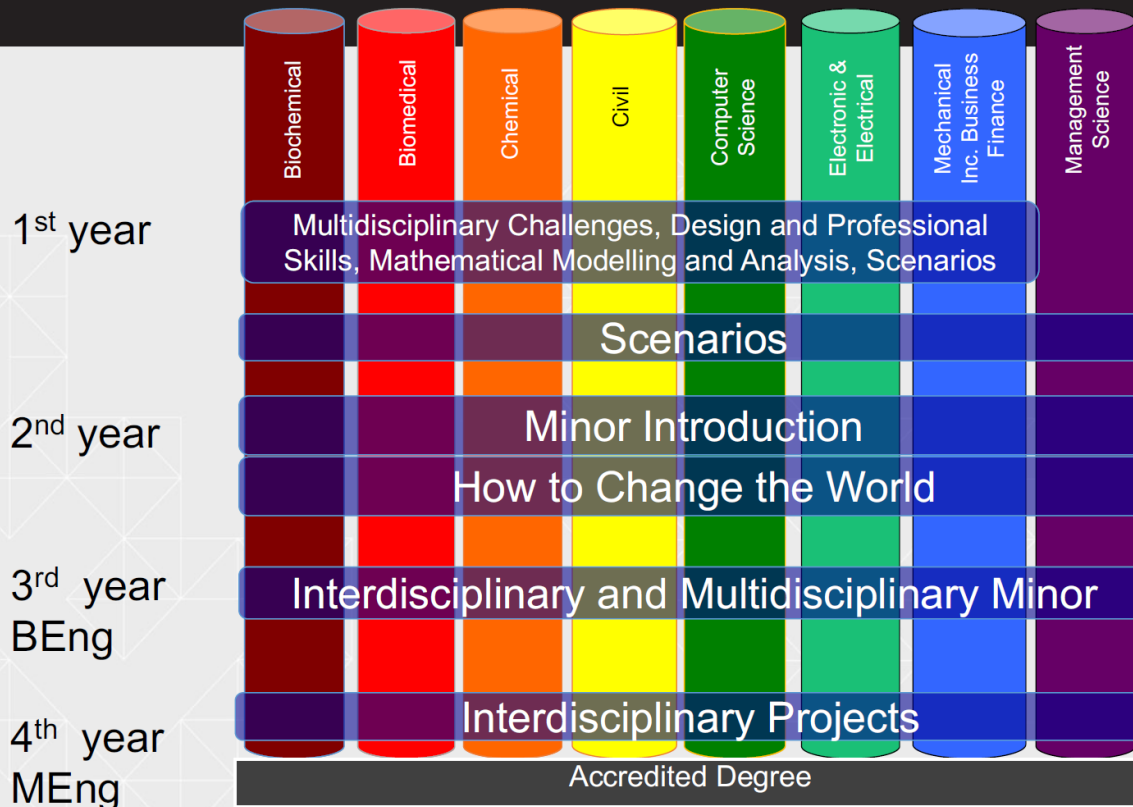 Biochemical
Biomedical
Chemical
Civil
Computer
Science
Electronic &
Electrical
Mechanical
Inc. Business
Finance
Management
Science
1st year
Multidisciplinary Challenges, Design and Professional
Skills, Mathematical Modelling and Analysis, Scenarios
Scenarios
2nd year
Minor Introduction
How to Change the World
3rd year
BEng
Interdisciplinary and Multidisciplinary Minor
Interdisciplinary Projects
4th year
MEng
Accredited Degree